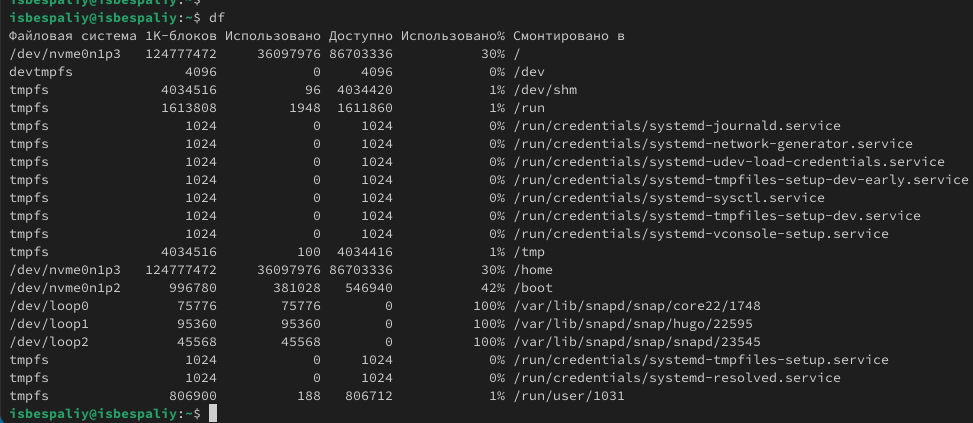 isbespaliy@isbespaliy:~$
isbespaliy@isbespaliy:~$ df
Файловая система 1K-блоков Использовано Доступно Использовано% Смонтировано в
/dev/nvme0n1p3   124777472     36097976 86703336           30% /
devtmpfs              4096            0     4096            0% /dev
tmpfs              4034516           96  4034420            1% /dev/shm
tmpfs              1613808         1948  1611860            1% /run
tmpfs                 1024            0     1024            0% /run/credentials/systemd-journald.service
tmpfs                 1024            0     1024            0% /run/credentials/systemd-network-generator.service
tmpfs                 1024            0     1024            0% /run/credentials/systemd-udev-load-credentials.service
tmpfs                 1024            0     1024            0% /run/credentials/systemd-tmpfiles-setup-dev-early.service
tmpfs                 1024            0     1024            0% /run/credentials/systemd-sysctl.service
tmpfs                 1024            0     1024            0% /run/credentials/systemd-tmpfiles-setup-dev.service
tmpfs                 1024            0     1024            0% /run/credentials/systemd-vconsole-setup.service
tmpfs              4034516          100  4034416            1% /tmp
/dev/nvme0n1p3   124777472     36097976 86703336           30% /home
/dev/nvme0n1p2      996780       381028   546940           42% /boot
/dev/loop0           75776        75776        0          100% /var/lib/snapd/snap/core22/1748
/dev/loop1           95360        95360        0          100% /var/lib/snapd/snap/hugo/22595
/dev/loop2           45568        45568        0          100% /var/lib/snapd/snap/snapd/23545
tmpfs                 1024            0     1024            0% /run/credentials/systemd-tmpfiles-setup.service
tmpfs                 1024            0     1024            0% /run/credentials/systemd-resolved.service
tmpfs               806900          188   806712            1% /run/user/1031
isbespaliy@isbespaliy:~$